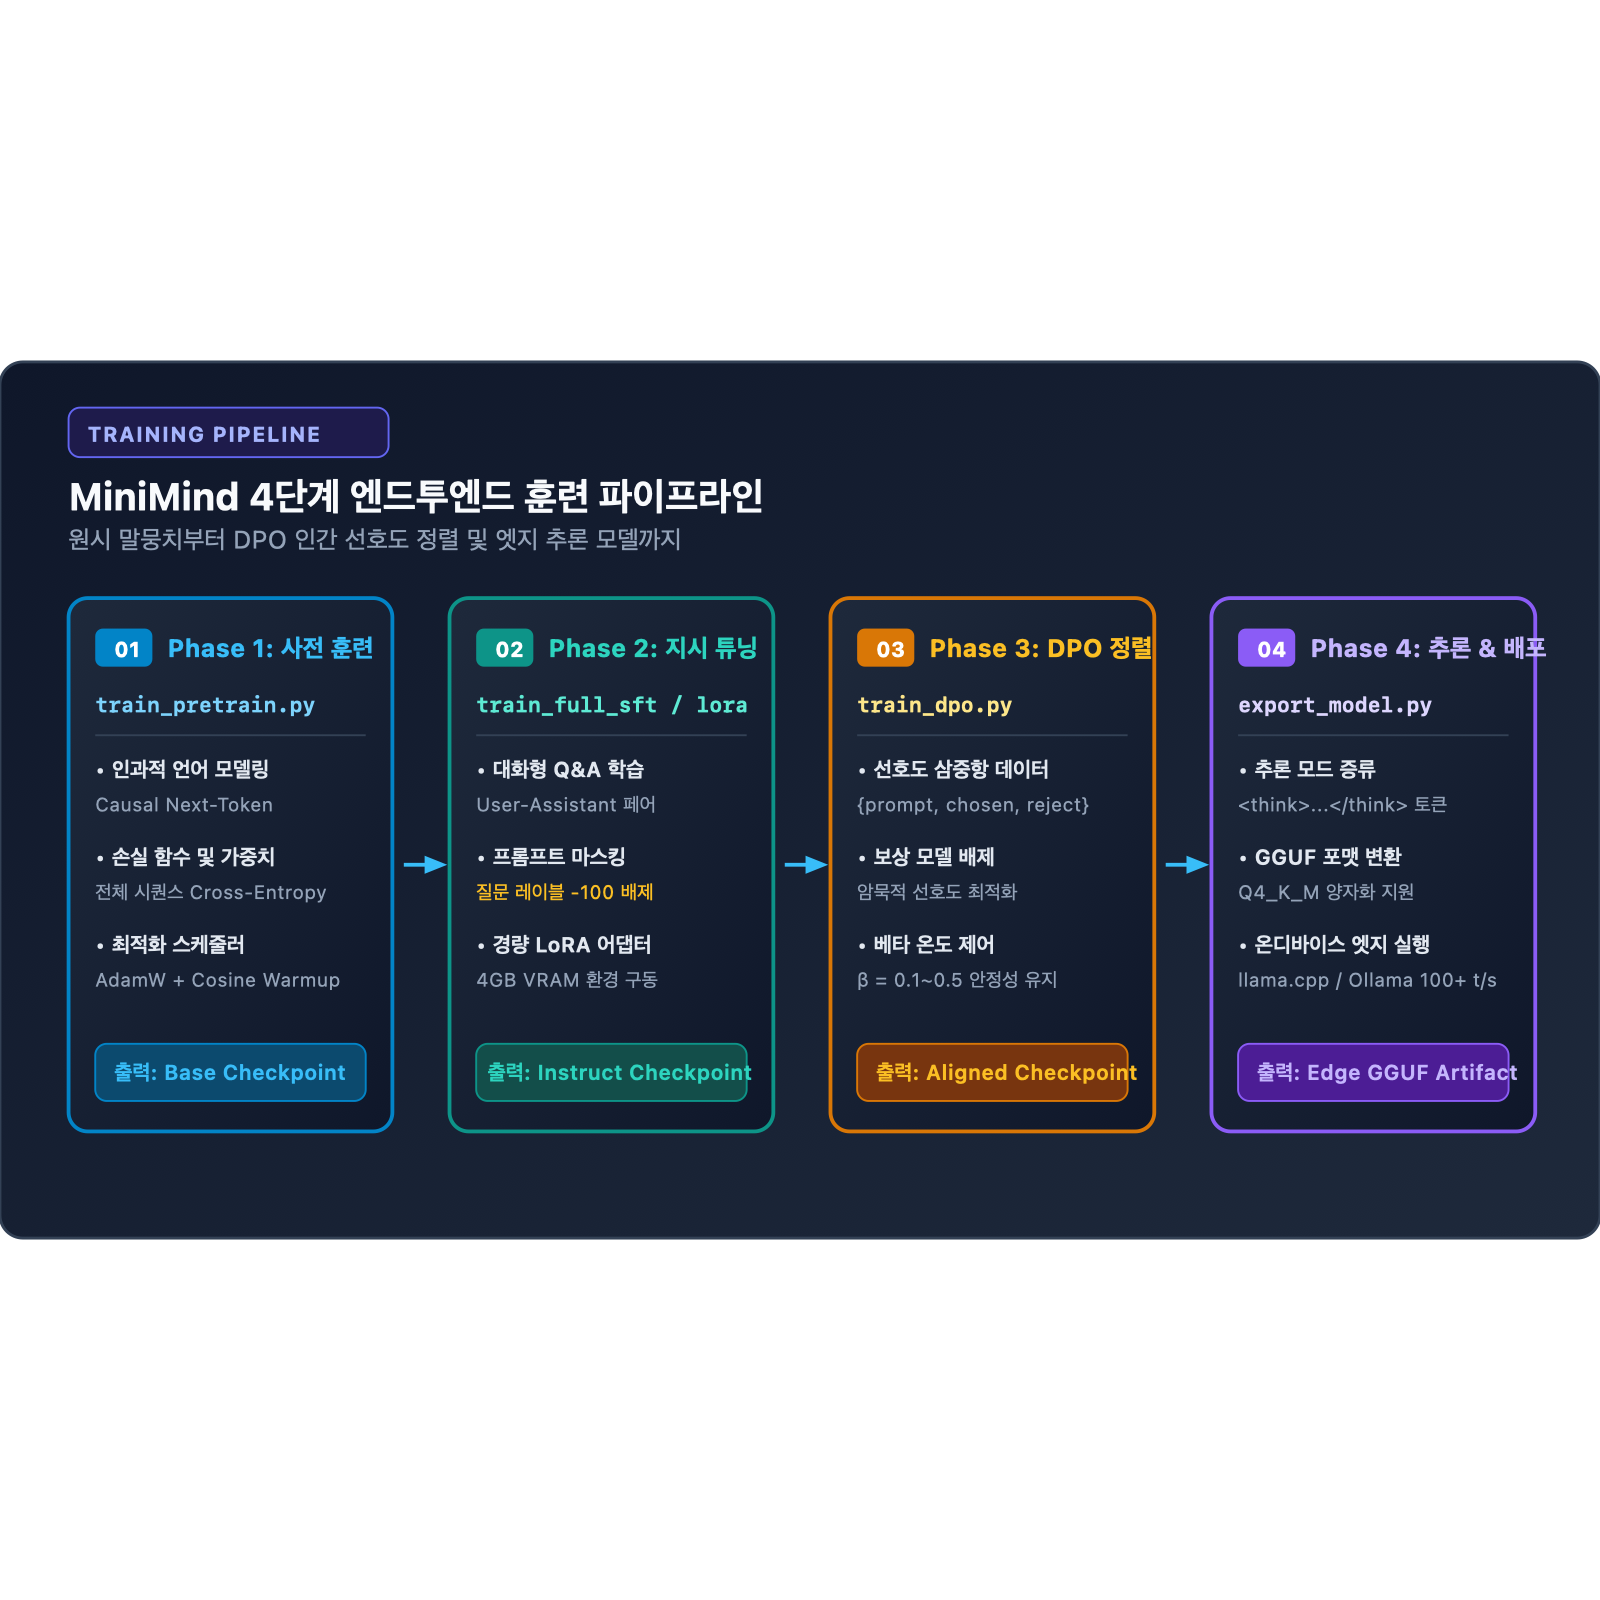 TRAINING PIPELINE
MiniMind 4단계 엔드투엔드 훈련 파이프라인
원시 말뭉치부터 DPO 인간 선호도 정렬 및 엣지 추론 모델까지
01 Phase 1: 사전 훈련
train_pretrain.py
• 인과적 언어 모델링
Causal Next-Token
• 손실 함수 및 가중치
전체 시퀀스 Cross-Entropy
• 최적화 스케줄러
AdamW + Cosine Warmup
출력: Base Checkpoint
02 Phase 2: 지시 튜닝
train_full_sft / lora
• 대화형 Q&A 학습
User-Assistant 페어
• 프롬프트 마스킹
질문 레이블 -100 배제
• 경량 LoRA 어댑터
4GB VRAM 환경 구동
출력: Instruct Checkpoint
03 Phase 3: DPO 정렬
train_dpo.py
• 선호도 삼중항 데이터
{prompt, chosen, reject}
• 보상 모델 배제
암묵적 선호도 최적화
• 베타 온도 제어
β = 0.1~0.5 안정성 유지
출력: Aligned Checkpoint
04 Phase 4: 추론 & 배포
export_model.py
• 추론 모드 증류
<think>...</think> 토큰
• GGUF 포맷 변환
Q4_K_M 양자화 지원
• 온디바이스 엣지 실행
llama.cpp / Ollama 100+ t/s
출력: Edge GGUF Artifact